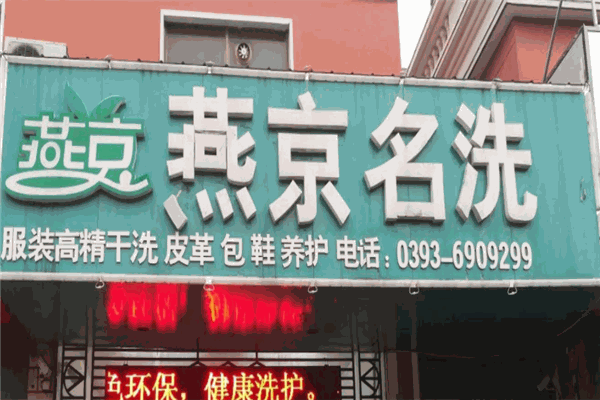 燕京
燕京名洗
服装高精干洗 皮革 包 鞋 养护 电话：0393-6909299
色环保，健康洗护。